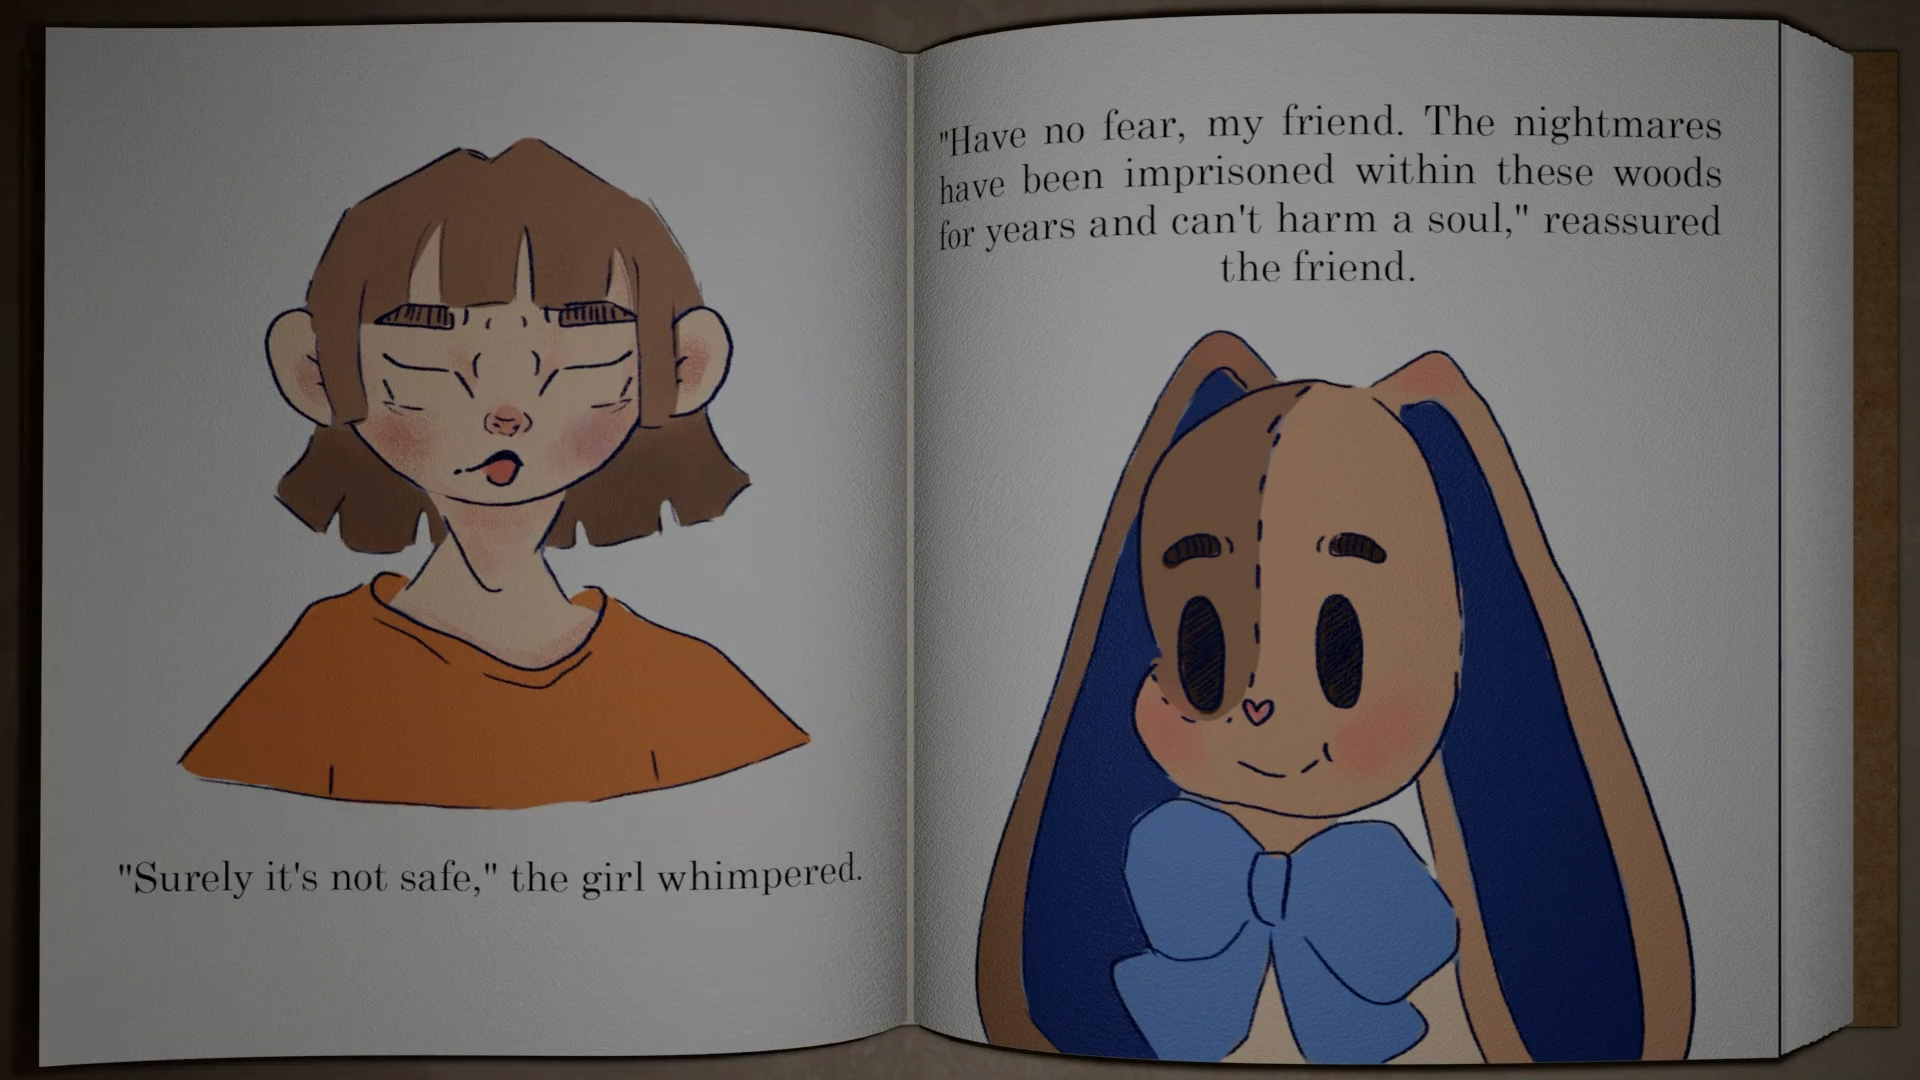 "Surely it's not safe," the girl whimpered.
"Have no fear, my friend. The nightmares
have been imprisoned within these woods
for years and can't harm a soul," reassured
the friend.